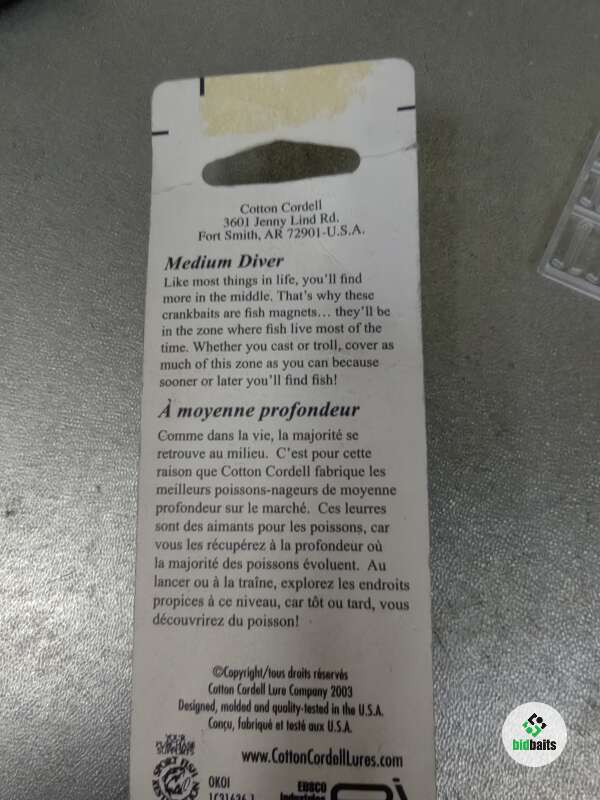 Cotton Cordell
3601 Jenny Lind Rd.
Fort Smith, AR 72901-U.S.A.
Medium Diver
Like most things in life, you'll find
more in the middle. That's why these
crankbaits are fish magnets... they'll be
in the zone where fish live most of the
time. Whether you cast or troll, cover as
much of this zone as you can because
sooner or later you'll find fish!
À moyenne profondeur
Comme dans la vie, la majorité se
retrouve au milieu. C'est pour cette
raison que Cotton Cordell fabrique les
meilleurs poissons-nageurs de moyenne
profondeur sur le marché. Ces leurres
sont des aimants pour les poissons, car
vous les récupérez à la profondeur où
la majorité des poissons évoluent. Au
lancer ou à la traîne, explorez les endroits
propices à ce niveau, car tôt ou tard, vous
découvrirez du poisson!
©Copyright/tous droits réservés
Cotton Cordell Lure Company 2003
Designed, molded and quality-tested in the U.S.A.
Conçu, fabriqué et testé aux U.S.A.
YOUR
PURCHASE
SUPPORTS
SPORT FISH
www.CottonCordellLures.com
OKOI
EBSCO
Industries
bidbaits